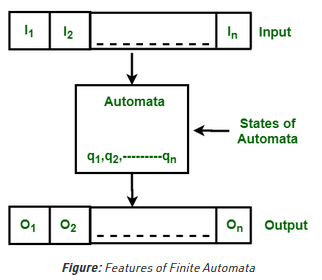 I1 I2 In Input
Automata
q1,q2,---------qn
States of
Automata
O1 O2 On Output
Figure: Features of Finite Automata